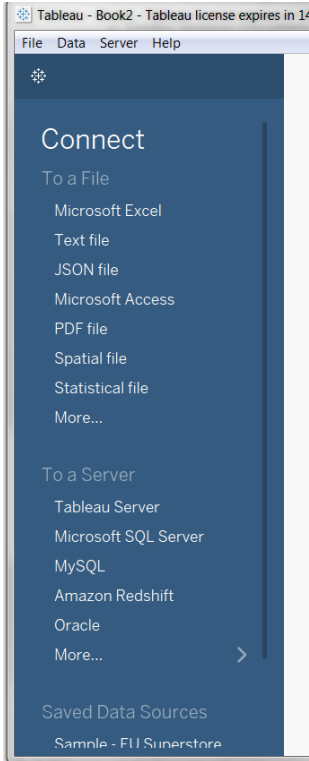 Tableau - Book2 - Tableau license expires in 14
File Data Server Help
Connect
To a File
Microsoft Excel
Text file
JSON file
Microsoft Access
PDF file
Spatial file
Statistical file
More...
To a Server
Tableau Server
Microsoft SQL Server
MySQL
Amazon Redshift
Oracle
More...
Saved Data Sources
Sample - EU Superstore